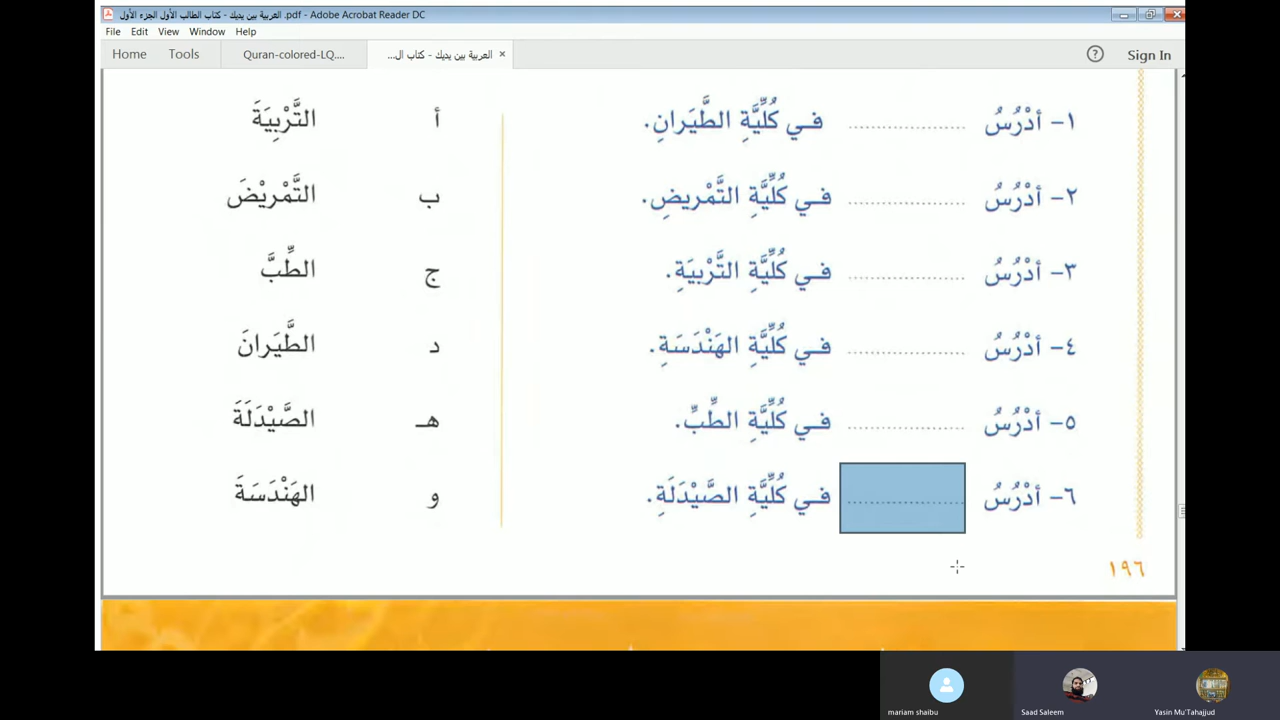 العربية بين يديك - كتاب الطالب الأول الجزء الأول.pdf - Adobe Acrobat Reader DC
File Edit View Window Help
Home Tools Quran-colored-LQ.... العربية بين يديك - كتاب ال... × ? Sign In
١- أدْرُسُ .................... فـي كُلِّيَّةِ الطَّيَرانِ. أ التَّرْبِيَةَ
٢- أدْرُسُ .................... فـي كُلِّيَّةِ التَّمْريضِ. ب التَّمْريْضَ
٣- أدْرُسُ .................... فـي كُلِّيَّةِ التَّرْبيَةِ. ج الطِّبَّ
٤- أدْرُسُ .................... فـي كُلِّيَّةِ الهَنْدَسَةِ. د الطَّيَرانَ
٥- أدْرُسُ .................... فـي كُلِّيَّةِ الطِّبِّ. هـ الصَّيْدَلَةَ
٦- أدْرُسُ .................... فـي كُلِّيَّةِ الصَّيْدَلَةِ. و الهَنْدَسَةَ
١٩٦
mariam shaibu Saad Saleem Yasin Mu'Tahajjud